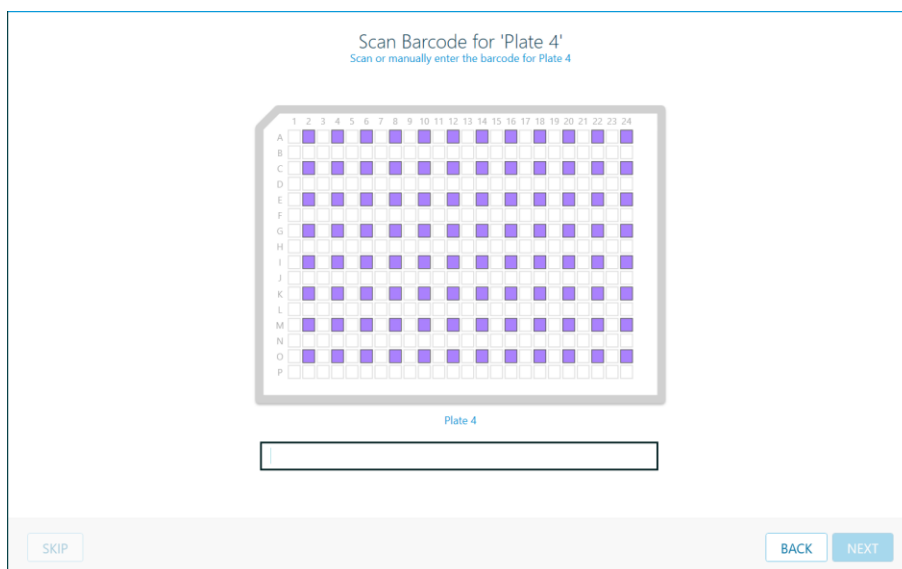 Scan Barcode for 'Plate 4'
Scan or manually enter the barcode for Plate 4
1 2 3 4 5 6 7 8 9 10 11 12 13 14 15 16 17 18 19 20 21 22 23 24
A
B
C
D
E
F
G
H
I
J
K
L
M
N
O
P
Plate 4
SKIP BACK NEXT